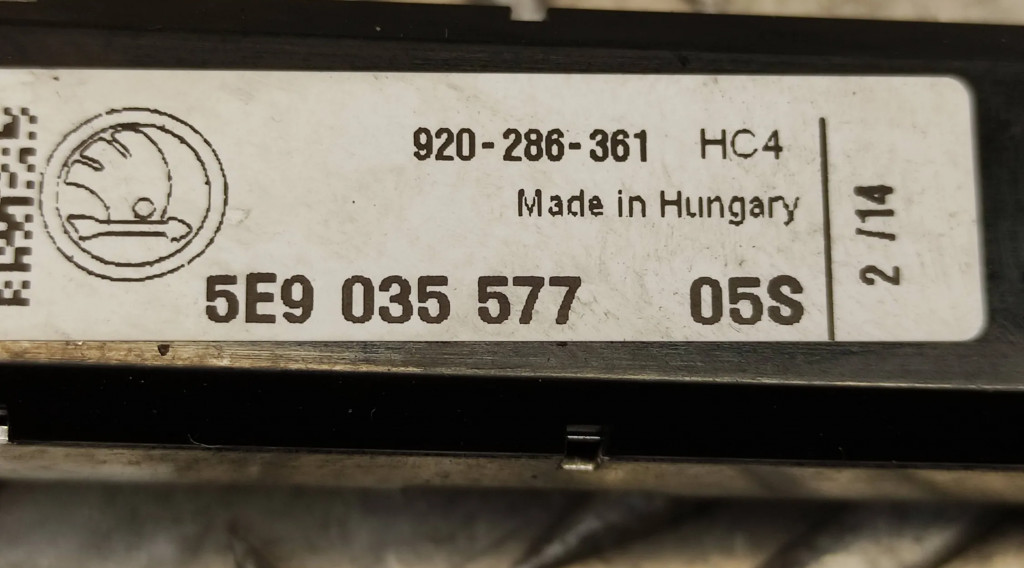 920-286-361 HC4
Made in Hungary
5E9 035 577 05S
2 /14